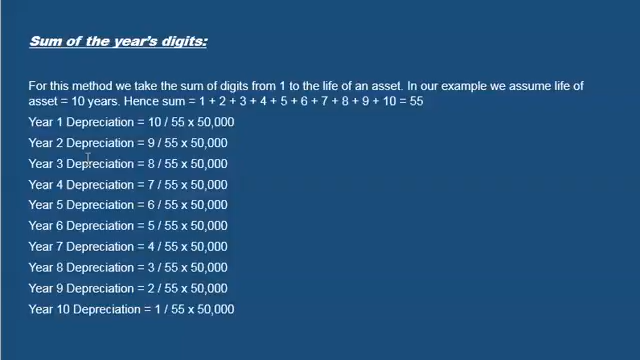 Sum of the year's digits:
For this method we take the sum of digits from 1 to the life of an asset. In our example we assume life of
asset = 10 years. Hence sum = 1 + 2 + 3 + 4 + 5 + 6 + 7 + 8 + 9 + 10 = 55
Year 1 Depreciation = 10 / 55 x 50,000
Year 2 Depreciation = 9 / 55 x 50,000
Year 3 Depreciation = 8 / 55 x 50,000
Year 4 Depreciation = 7 / 55 x 50,000
Year 5 Depreciation = 6 / 55 x 50,000
Year 6 Depreciation = 5 / 55 x 50,000
Year 7 Depreciation = 4 / 55 x 50,000
Year 8 Depreciation = 3 / 55 x 50,000
Year 9 Depreciation = 2 / 55 x 50,000
Year 10 Depreciation = 1 / 55 x 50,000